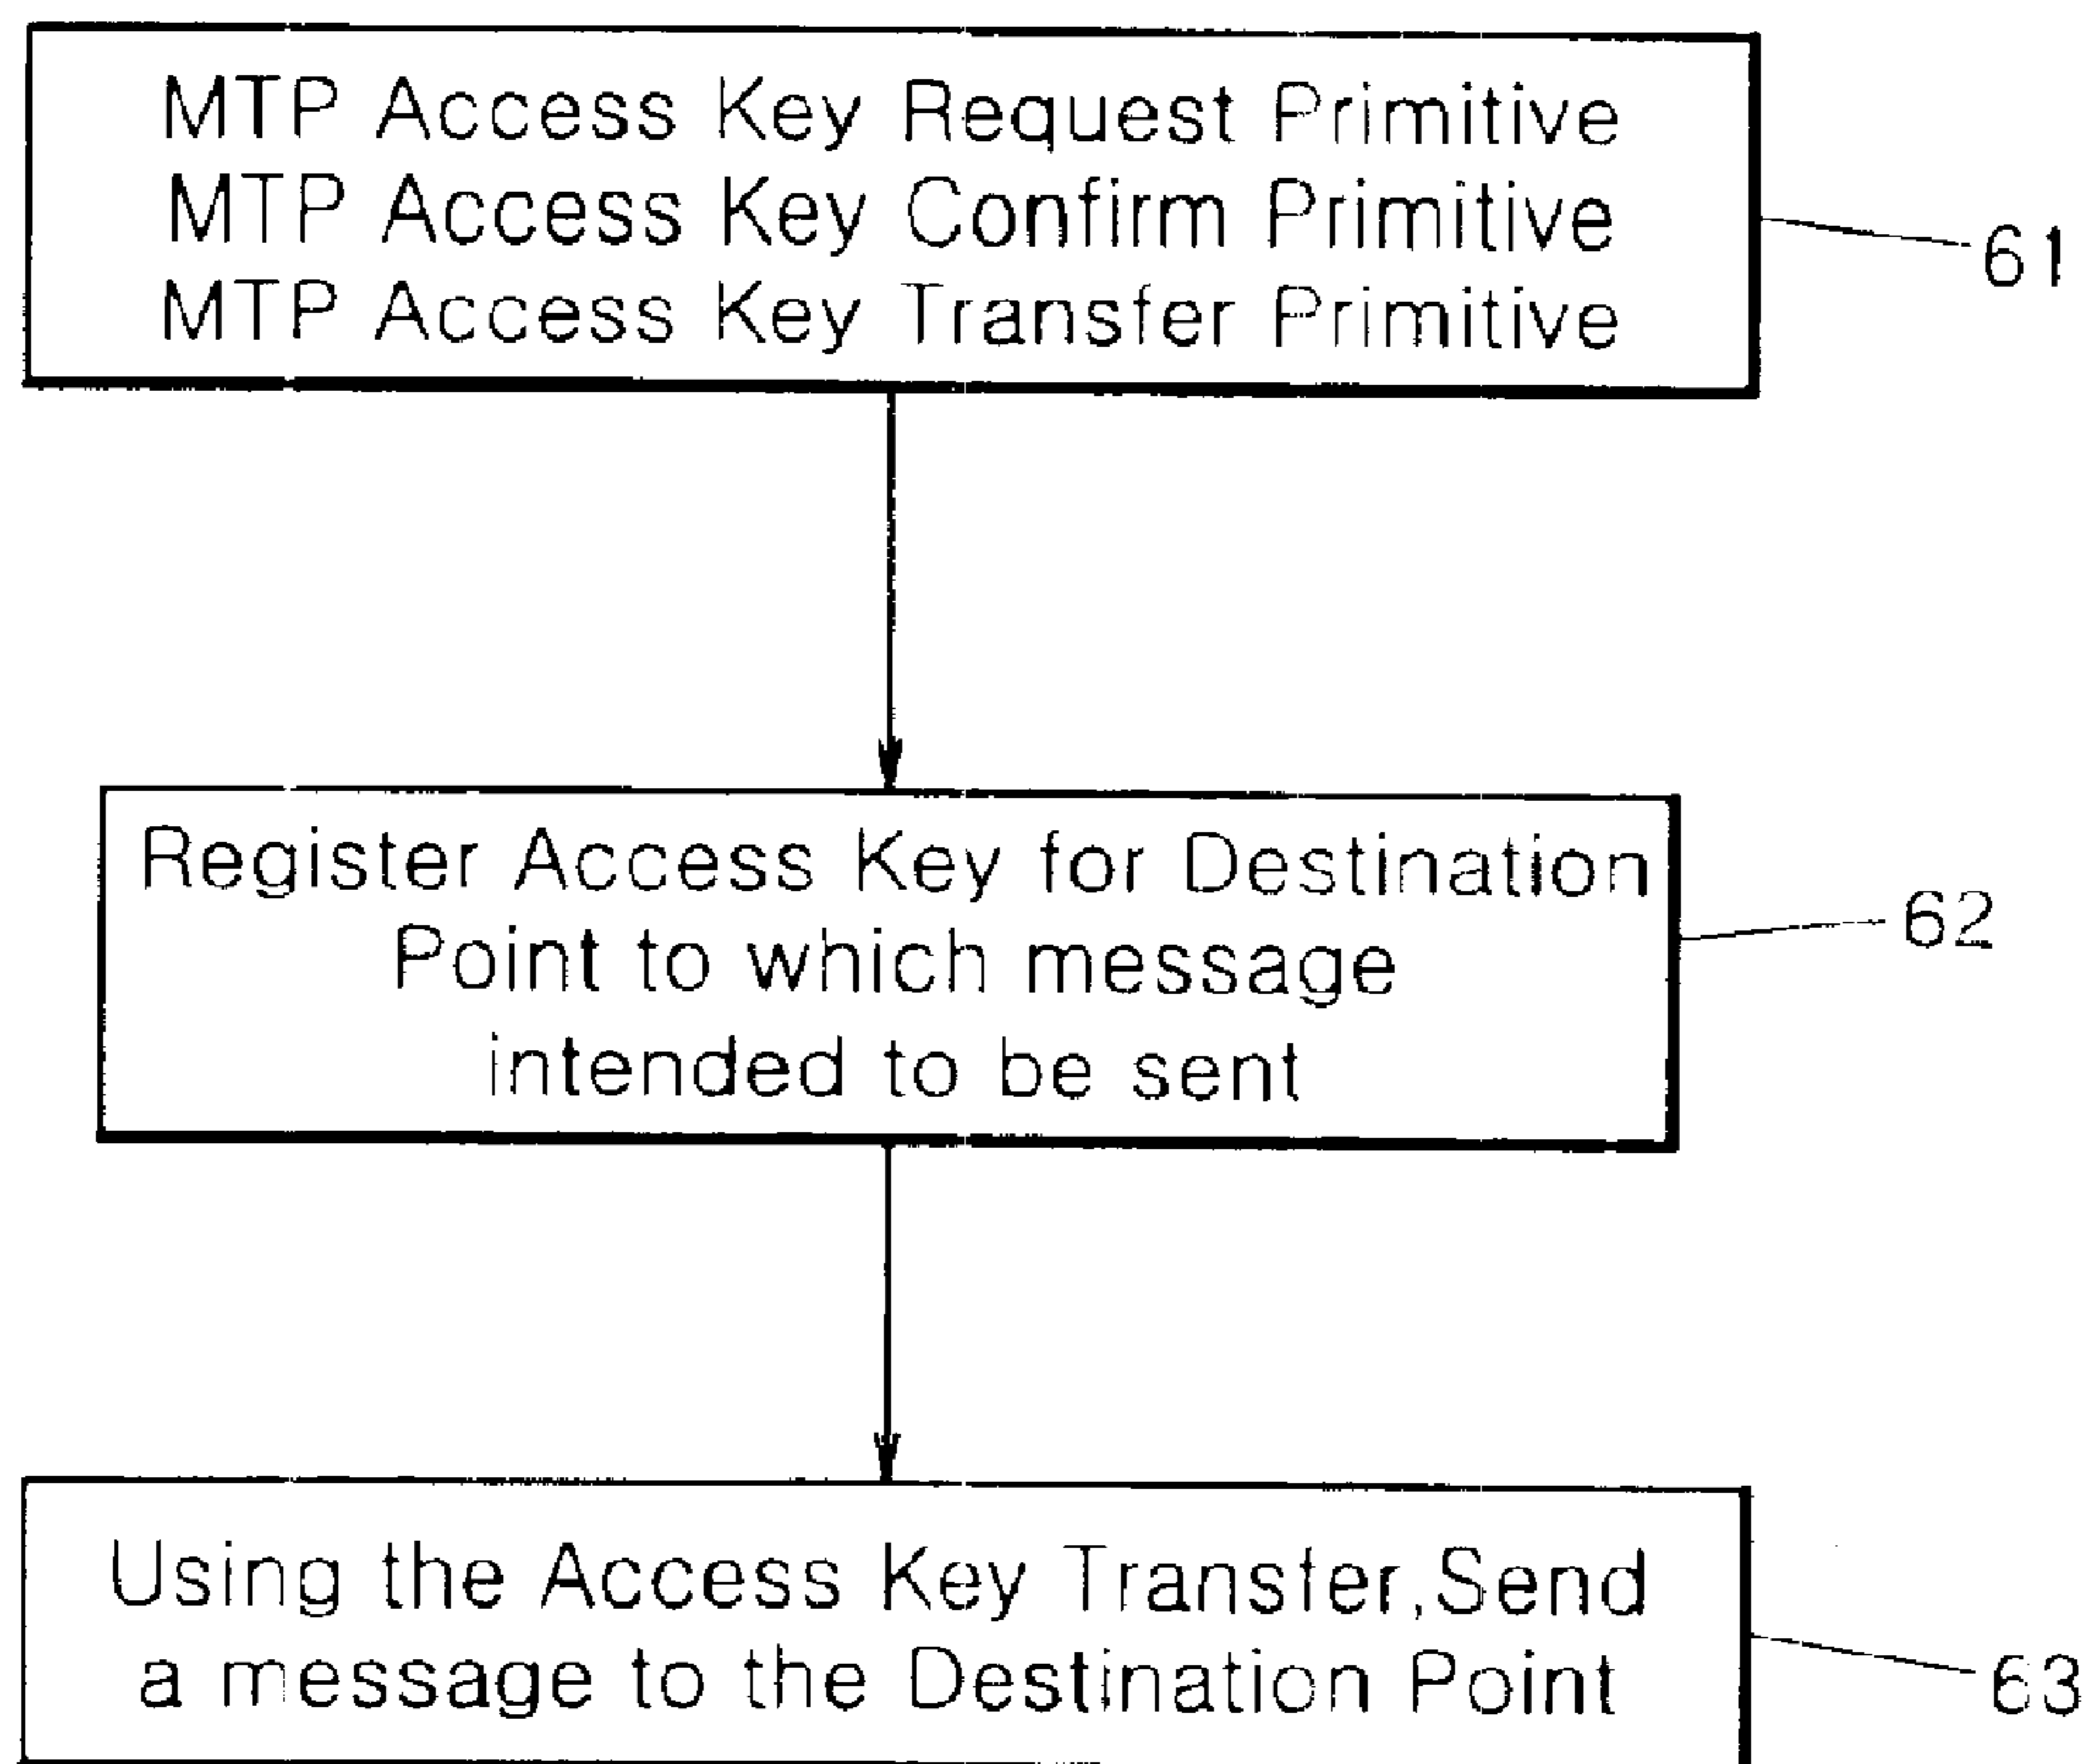 MTP Access Key Request Primitive
MTP Access Key Confirm Primitive
MTP Access Key Transfer Primitive
61
Register Access Key for Destination
Point to which message
intended to be sent
62
Using the Access Key Transfer,Send
a message to the Destination Point
63